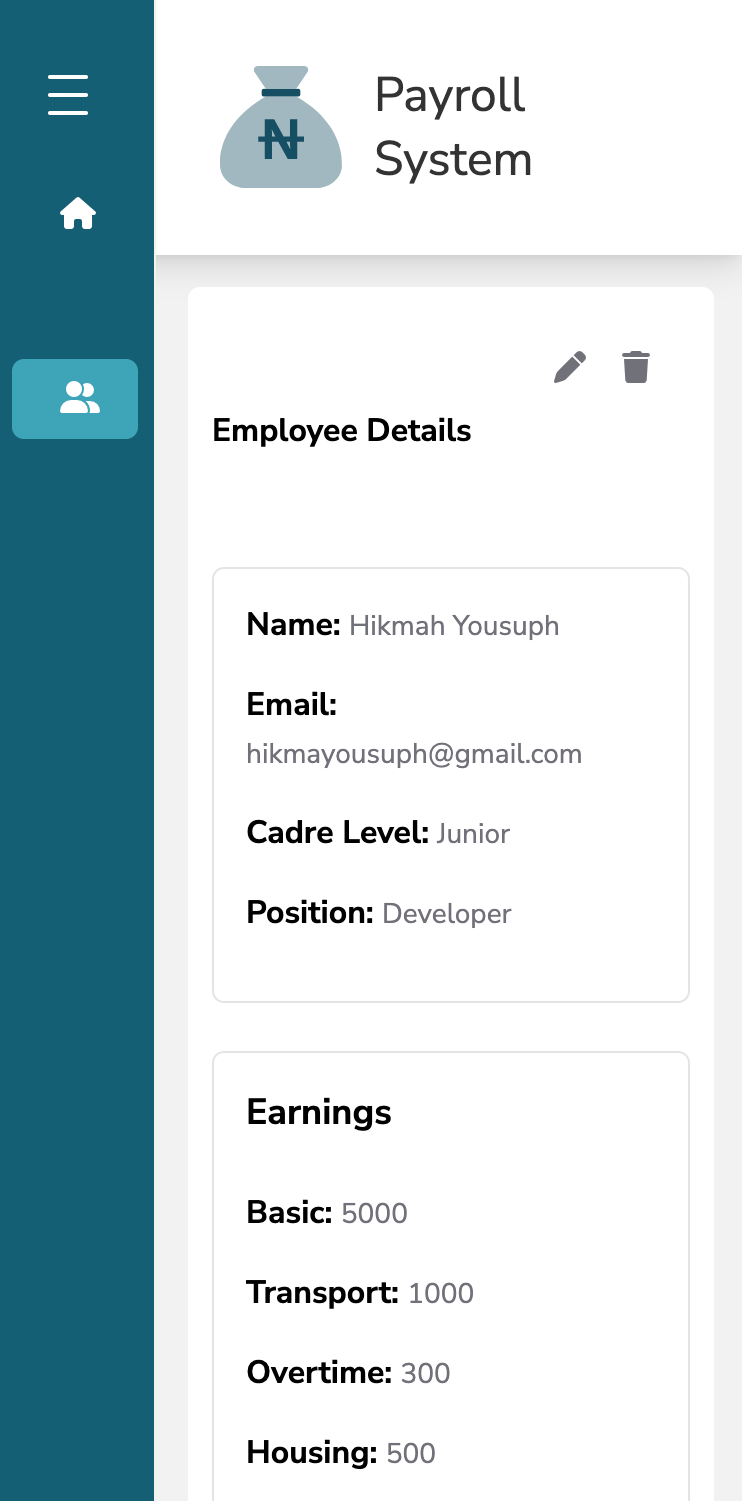 ₦
Payroll
System
Employee Details
Name: Hikmah Yousuph
Email:
hikmayousuph@gmail.com
Cadre Level: Junior
Position: Developer
Earnings
Basic: 5000
Transport: 1000
Overtime: 300
Housing: 500